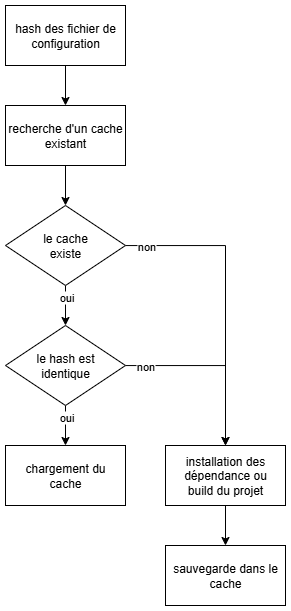 hash des fichier de
configuration
recherche d'un cache
existant
le cache
existe
non
oui
le hash est
identique
non
oui
chargement du
cache
installation des
dépendance ou
build du projet
sauvegarde dans le
cache